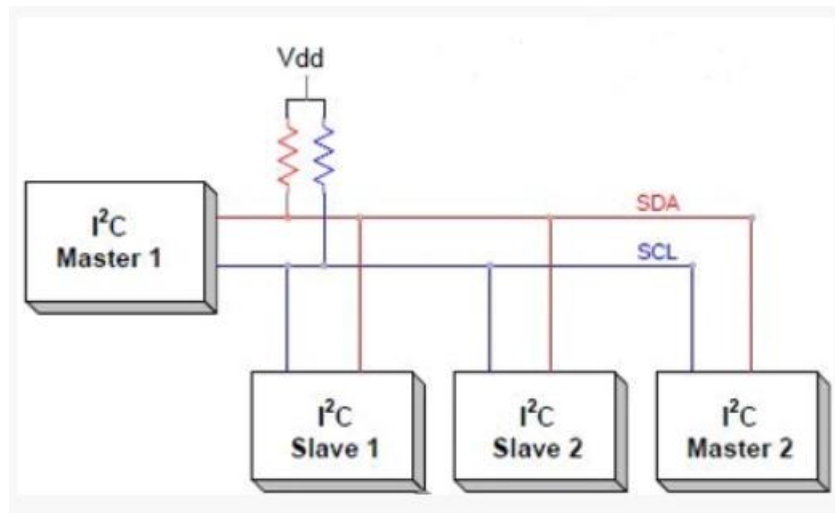 Vdd
I²C
Master 1
SDA
SCL
I²C
Slave 1
I²C
Slave 2
I²C
Master 2